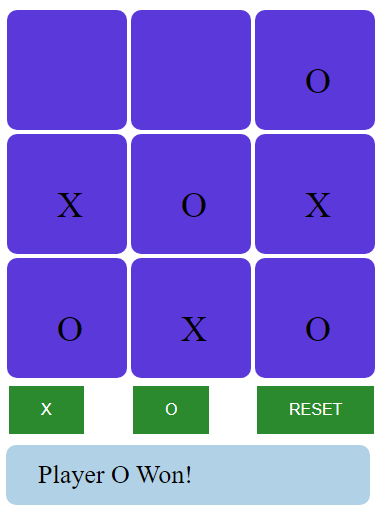 O
X O X
O X O
X O RESET
Player O Won!